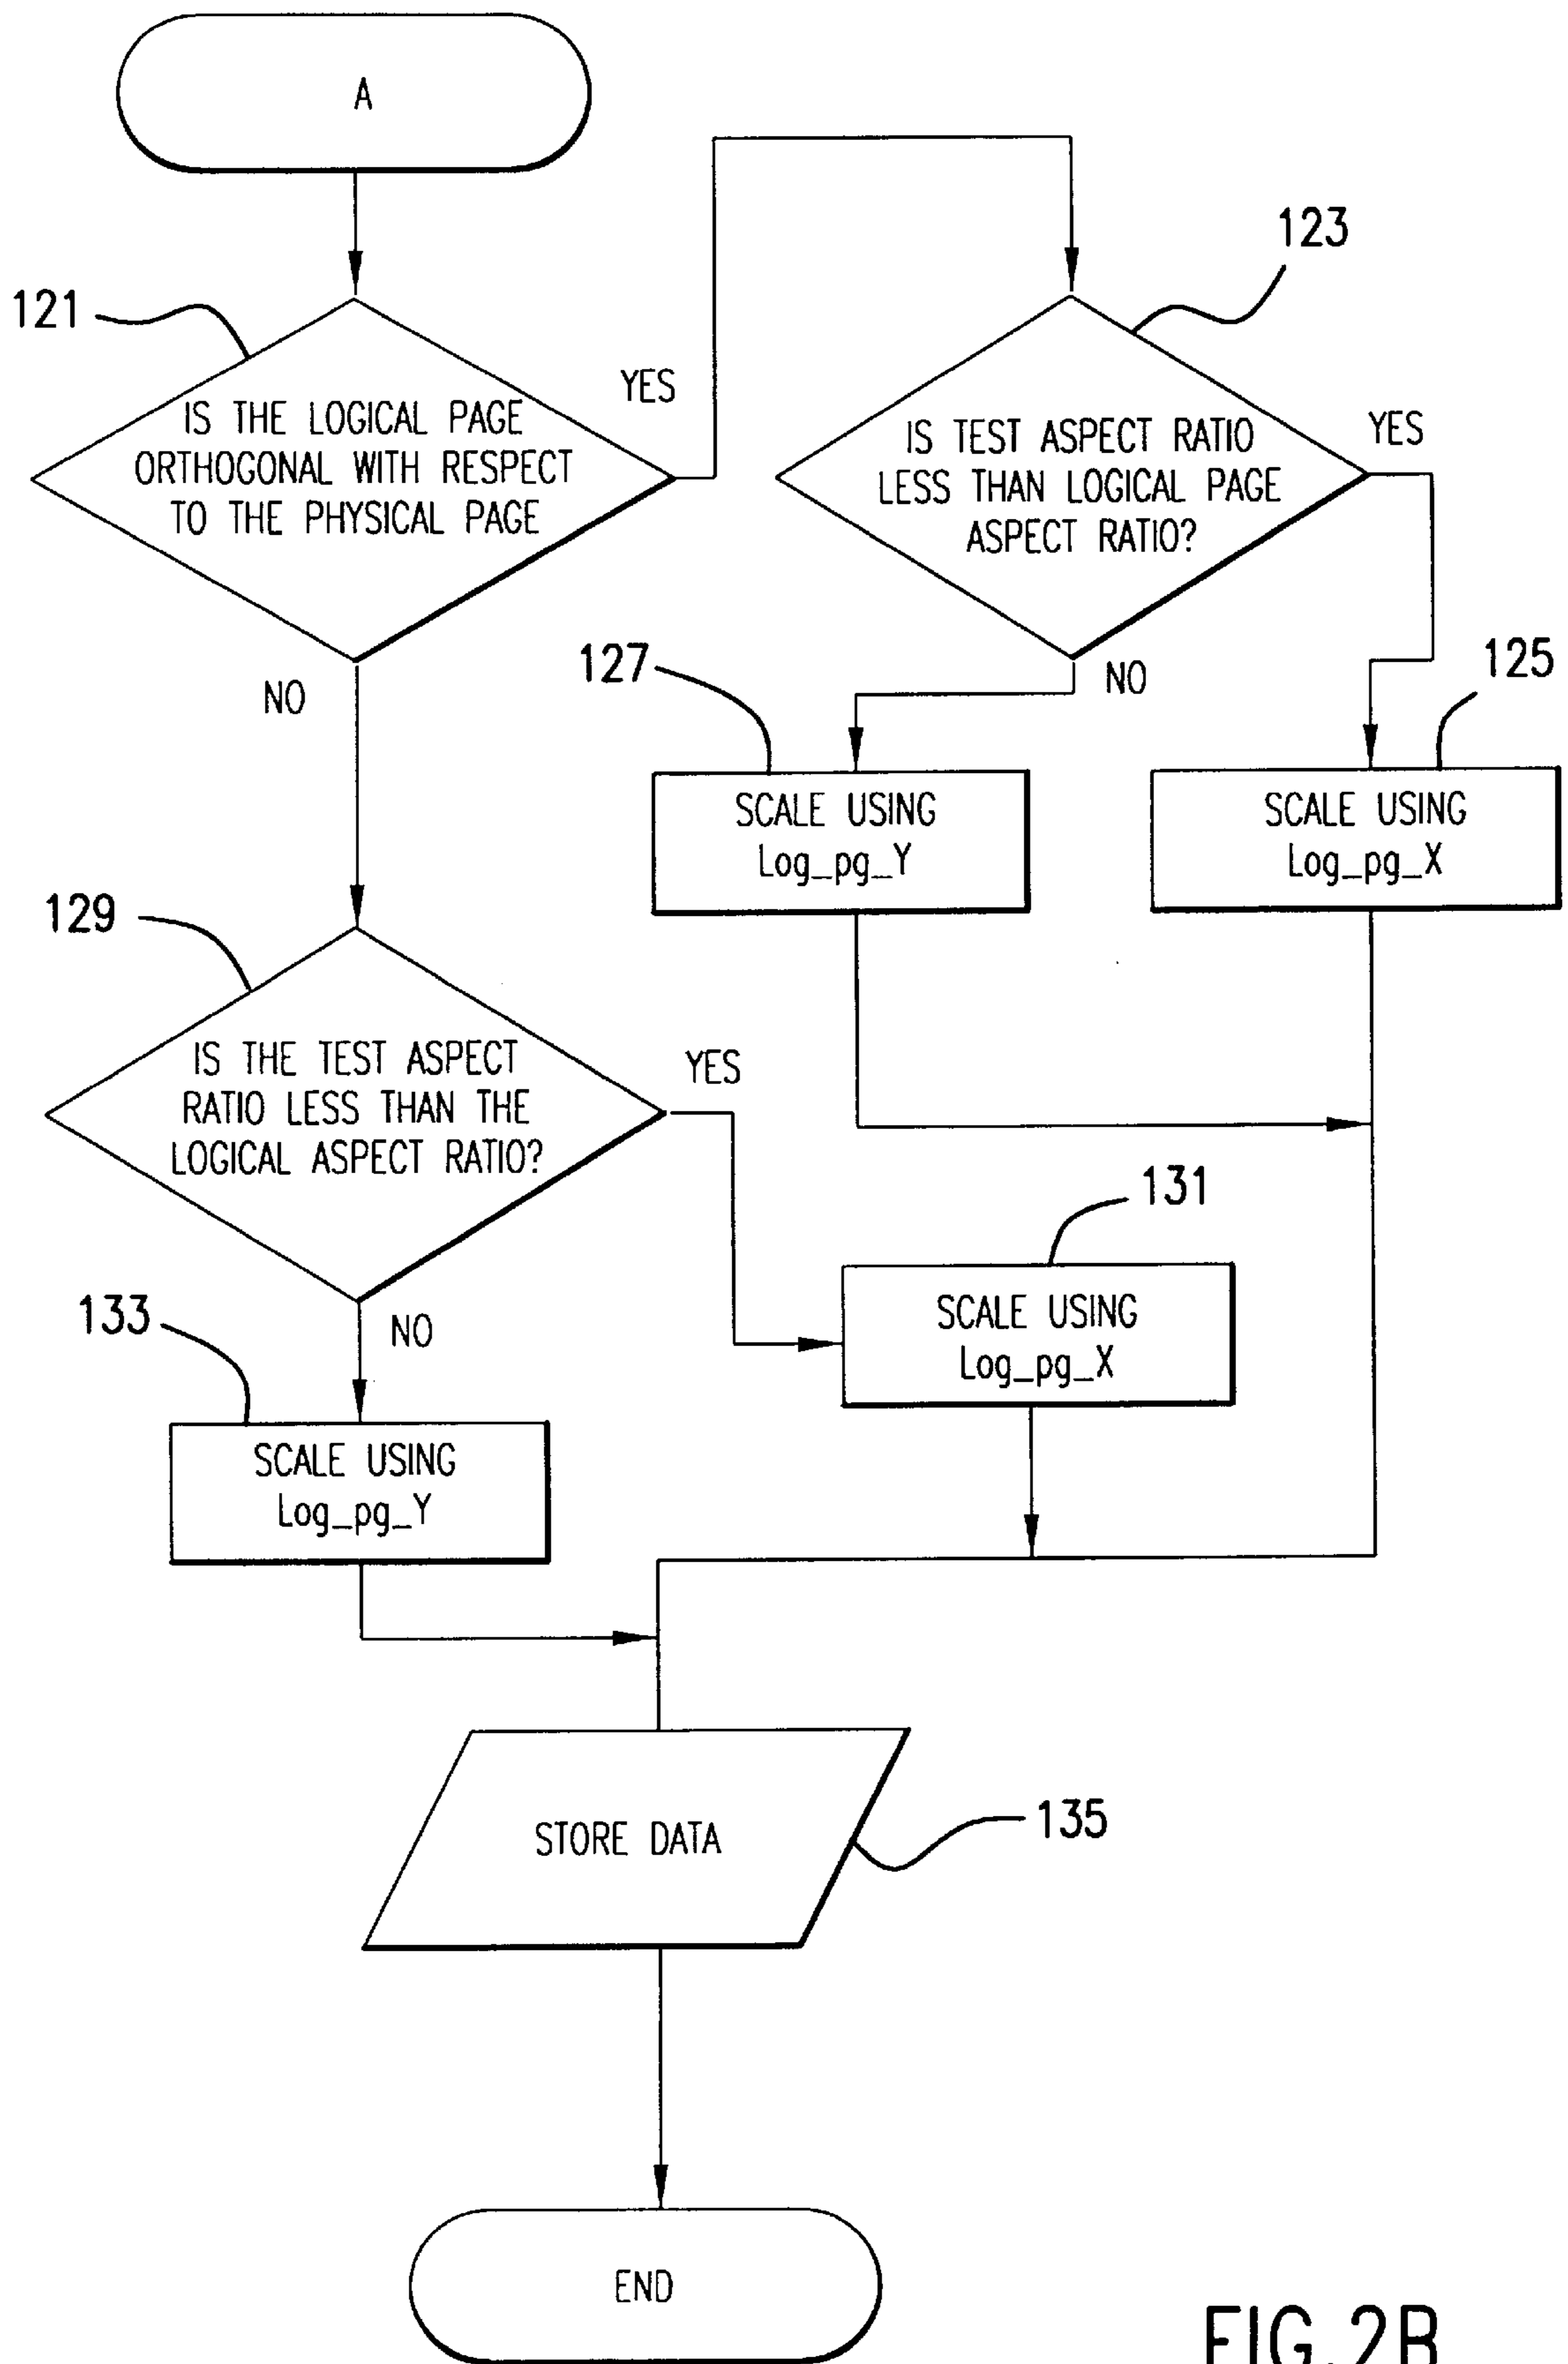 A
123
121
YES
IS THE LOGICAL PAGE
ORTHOGONAL WITH RESPECT
TO THE PHYSICAL PAGE
IS TEST ASPECT RATIO
LESS THAN LOGICAL PAGE
ASPECT RATIO?
YES
NO
127
NO
125
SCALE USING
Log_pg_Y
SCALE USING
Log_pg_X
129
IS THE TEST ASPECT
RATIO LESS THAN THE
LOGICAL ASPECT RATIO?
YES
131
133
NO
SCALE USING
Log_pg_X
SCALE USING
Log_pg_Y
STORE DATA
135
END
FIG.2B